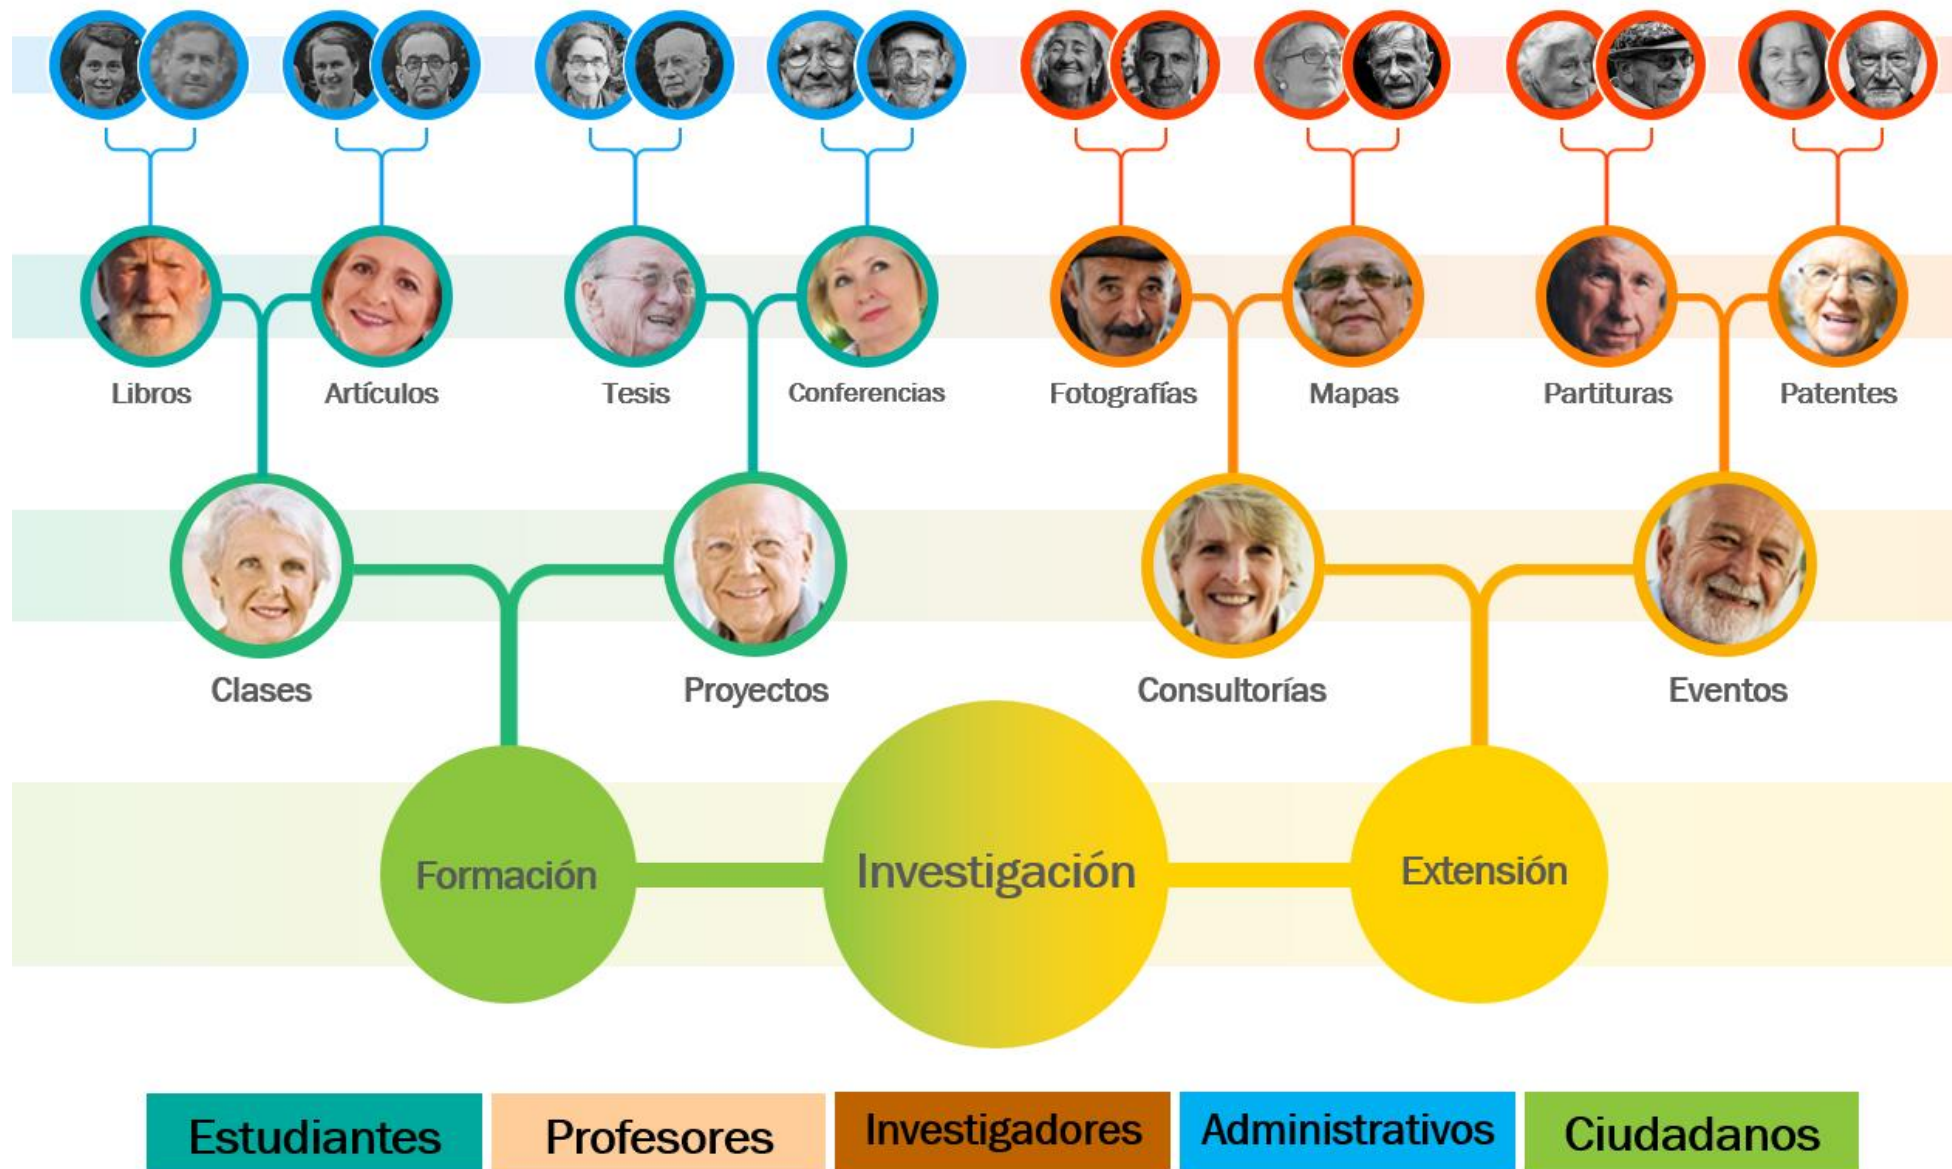 Libros
Artículos
Tesis
Conferencias
Fotografías
Mapas
Partituras
Patentes
Clases
Proyectos
Consultorías
Eventos
Formación
Investigación
Extensión
Estudiantes
Profesores
Investigadores
Administrativos
Ciudadanos